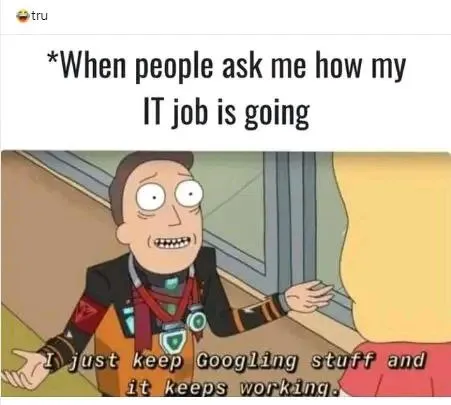 😂tru
*When people ask me how my
IT job is going
I just keep Googling stuff and
it keeps working.